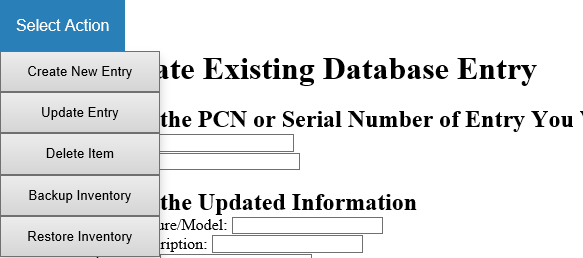 Select Action
Create New Entry
Update Entry
Delete Item
Backup Inventory
Restore Inventory
ate Existing Database Entry
the PCN or Serial Number of Entry You
the Updated Information
ure/Model:
ription: